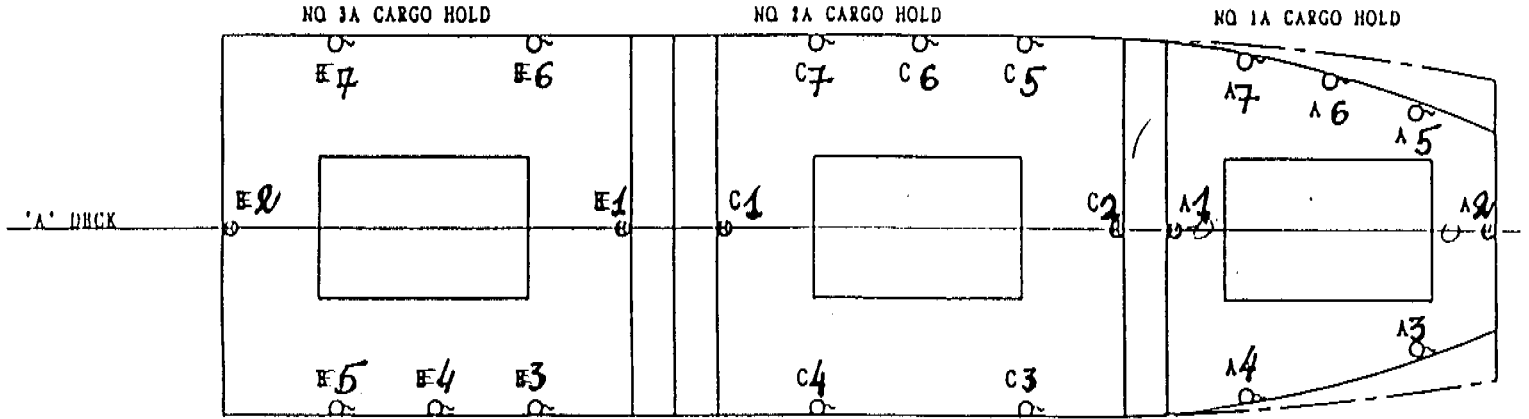 NO 3A CARGO HOLD NO 2A CARGO HOLD NO 1A CARGO HOLD
E7 E6 C7 C6 C5 A7 A6 A5
E2 E1 C1 C2 A1 A2
'A' DECK
E5 E4 E3 C4 C3 A4 A3